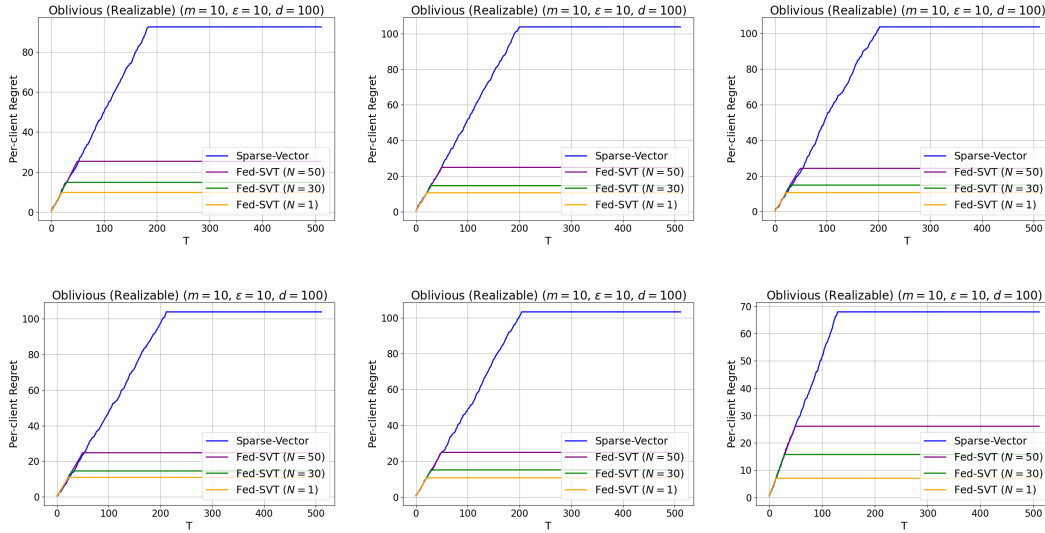 Oblivious (Realizable) (m = 10, ε = 10, d = 100)
Per-client Regret
80
60
40
20
0
Sparse-Vector
Fed-SVT (N = 50)
Fed-SVT (N = 30)
Fed-SVT (N = 1)
0 100 200 300 400 500
T
Oblivious (Realizable) (m = 10, ε = 10, d = 100)
Per-client Regret
100
80
60
40
20
0
Sparse-Vector
Fed-SVT (N = 50)
Fed-SVT (N = 30)
Fed-SVT (N = 1)
0 100 200 300 400 500
T
Oblivious (Realizable) (m = 10, ε = 10, d = 100)
Per-client Regret
100
80
60
40
20
0
Sparse-Vector
Fed-SVT (N = 50)
Fed-SVT (N = 30)
Fed-SVT (N = 1)
0 100 200 300 400 500
T
Oblivious (Realizable) (m = 10, ε = 10, d = 100)
Per-client Regret
100
80
60
40
20
0
Sparse-Vector
Fed-SVT (N = 50)
Fed-SVT (N = 30)
Fed-SVT (N = 1)
0 100 200 300 400 500
T
Oblivious (Realizable) (m = 10, ε = 10, d = 100)
Per-client Regret
100
80
60
40
20
0
Sparse-Vector
Fed-SVT (N = 50)
Fed-SVT (N = 30)
Fed-SVT (N = 1)
0 100 200 300 400 500
T
Oblivious (Realizable) (m = 10, ε = 10, d = 100)
Per-client Regret
70
60
50
40
30
20
10
0
Sparse-Vector
Fed-SVT (N = 50)
Fed-SVT (N = 30)
Fed-SVT (N = 1)
0 100 200 300 400 500
T